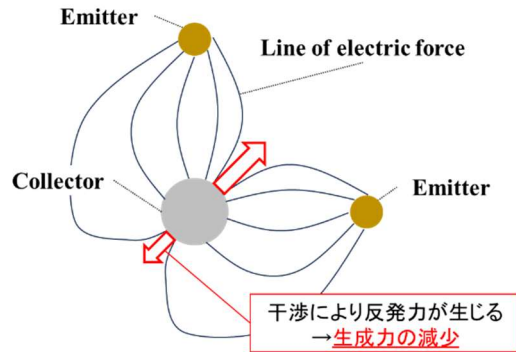 Emitter
Line of electric force
Collector
Emitter
干渉により反発力が生じる
→生成力の減少